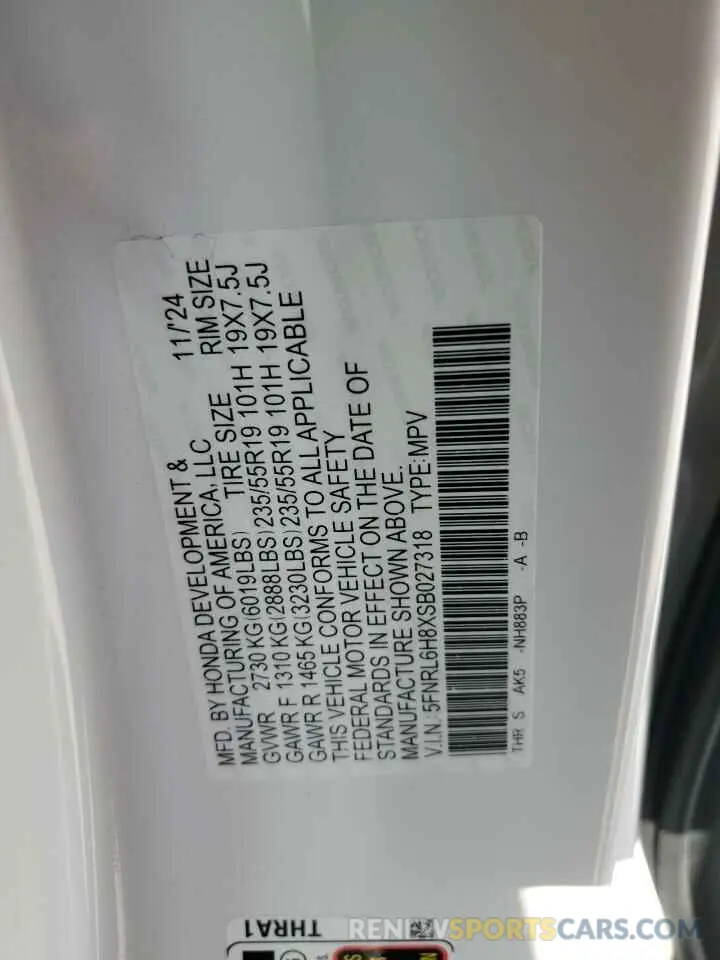 MFD. BY HONDA DEVELOPMENT & 11/'24
MANUFACTURING OF AMERICA, LLC
TIRE SIZE RIM SIZE
GVWR 2730 KG(6019LBS)
GAWR F 1310 KG(2888LBS)235/55R19 101H 19X7.5J
GAWR R 1465 KG(3230LBS)235/55R19 101H 19X7.5J
THIS VEHICLE CONFORMS TO ALL APPLICABLE
FEDERAL MOTOR VEHICLE SAFETY
STANDARDS IN EFFECT ON THE DATE OF
MANUFACTURE SHOWN ABOVE.
V.I.N.:5FNRL6H8XSB027318 TYPE:MPV
THR S AK5 -NH883P -A -B
THRA1
RENEWSPORTSCARS.COM